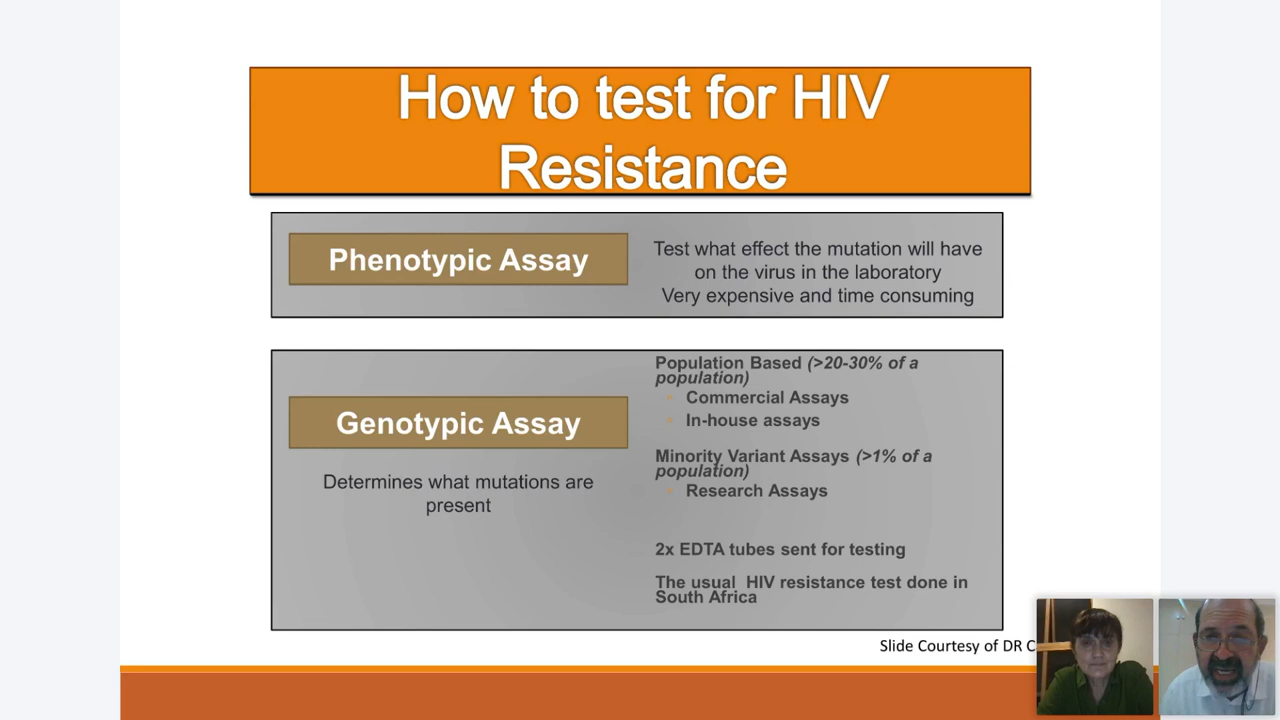 How to test for HIV
Resistance
Phenotypic Assay
Test what effect the mutation will have
on the virus in the laboratory
Very expensive and time consuming
Genotypic Assay
Determines what mutations are
present
Population Based (>20-30% of a
population)
Commercial Assays
In-house assays
Minority Variant Assays (>1% of a
population)
Research Assays
2x EDTA tubes sent for testing
The usual HIV resistance test done in
South Africa
Slide Courtesy of DR C